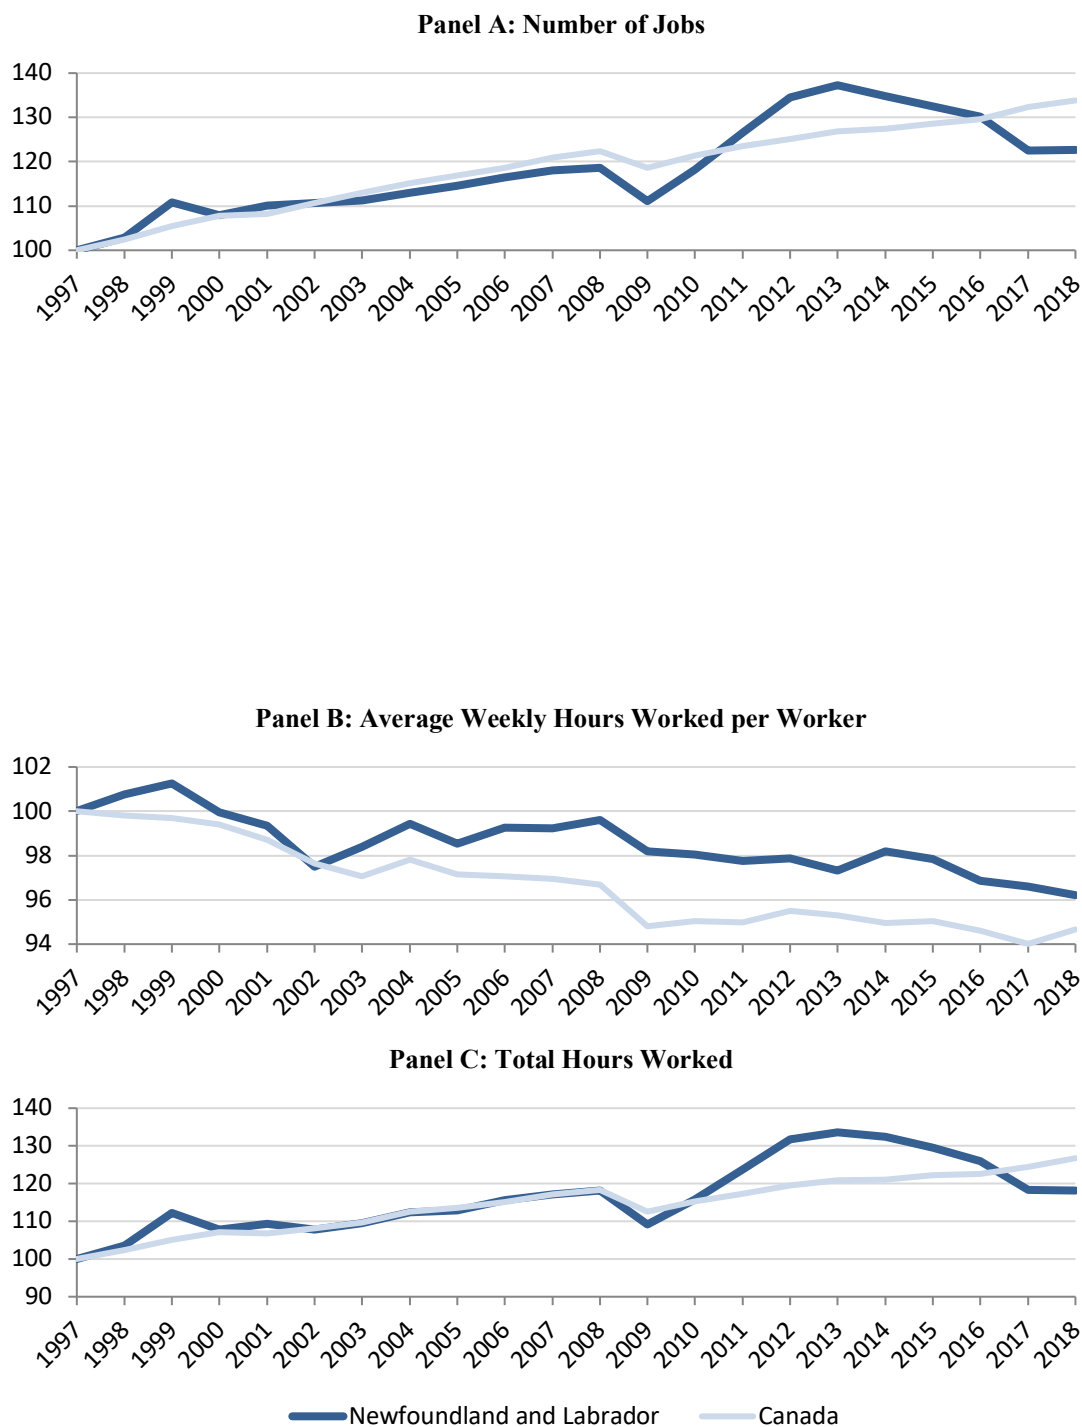 Panel A: Number of Jobs
140
130
120
110
100
1997 1998 1999 2000 2001 2002 2003 2004 2005 2006 2007 2008 2009 2010 2011 2012 2013 2014 2015 2016 2017 2018
Panel B: Average Weekly Hours Worked per Worker
102
100
98
96
94
1997 1998 1999 2000 2001 2002 2003 2004 2005 2006 2007 2008 2009 2010 2011 2012 2013 2014 2015 2016 2017 2018
Panel C: Total Hours Worked
140
130
120
110
100
90
1997 1998 1999 2000 2001 2002 2003 2004 2005 2006 2007 2008 2009 2010 2011 2012 2013 2014 2015 2016 2017 2018
Newfoundland and Labrador Canada